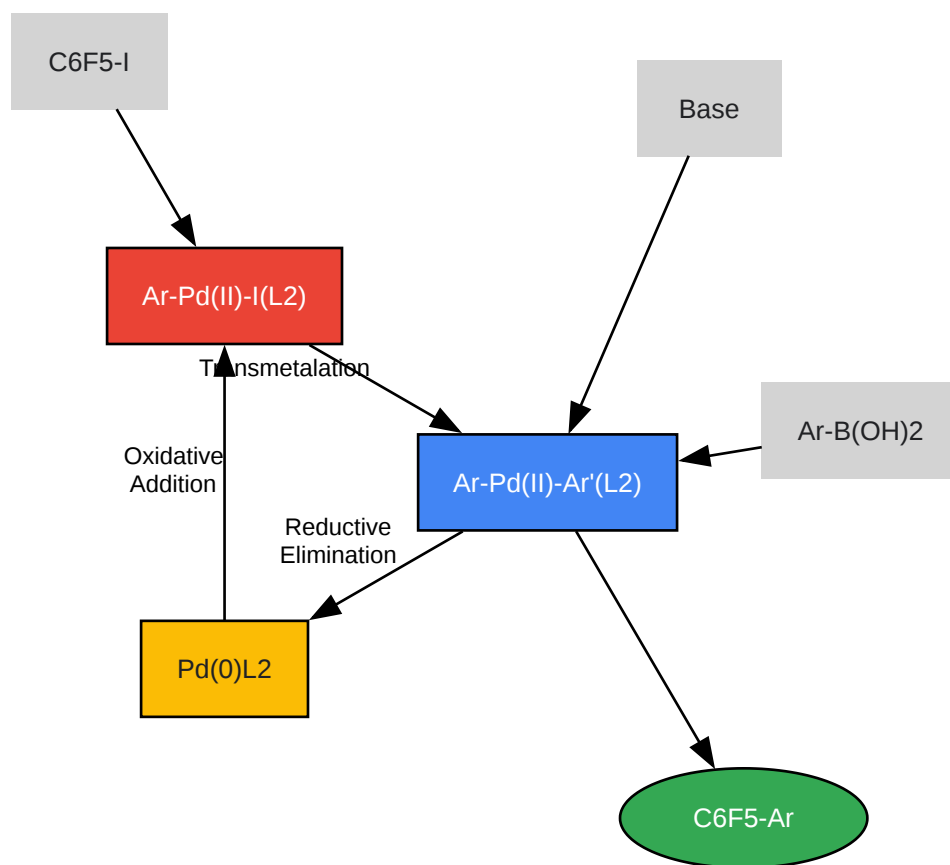 C6F5-I
Base
Ar-Pd(II)-I(L2)
Transmetalation
Ar-B(OH)2
Oxidative
Addition
Ar-Pd(II)-Ar'(L2)
Reductive
Elimination
Pd(0)L2
C6F5-Ar